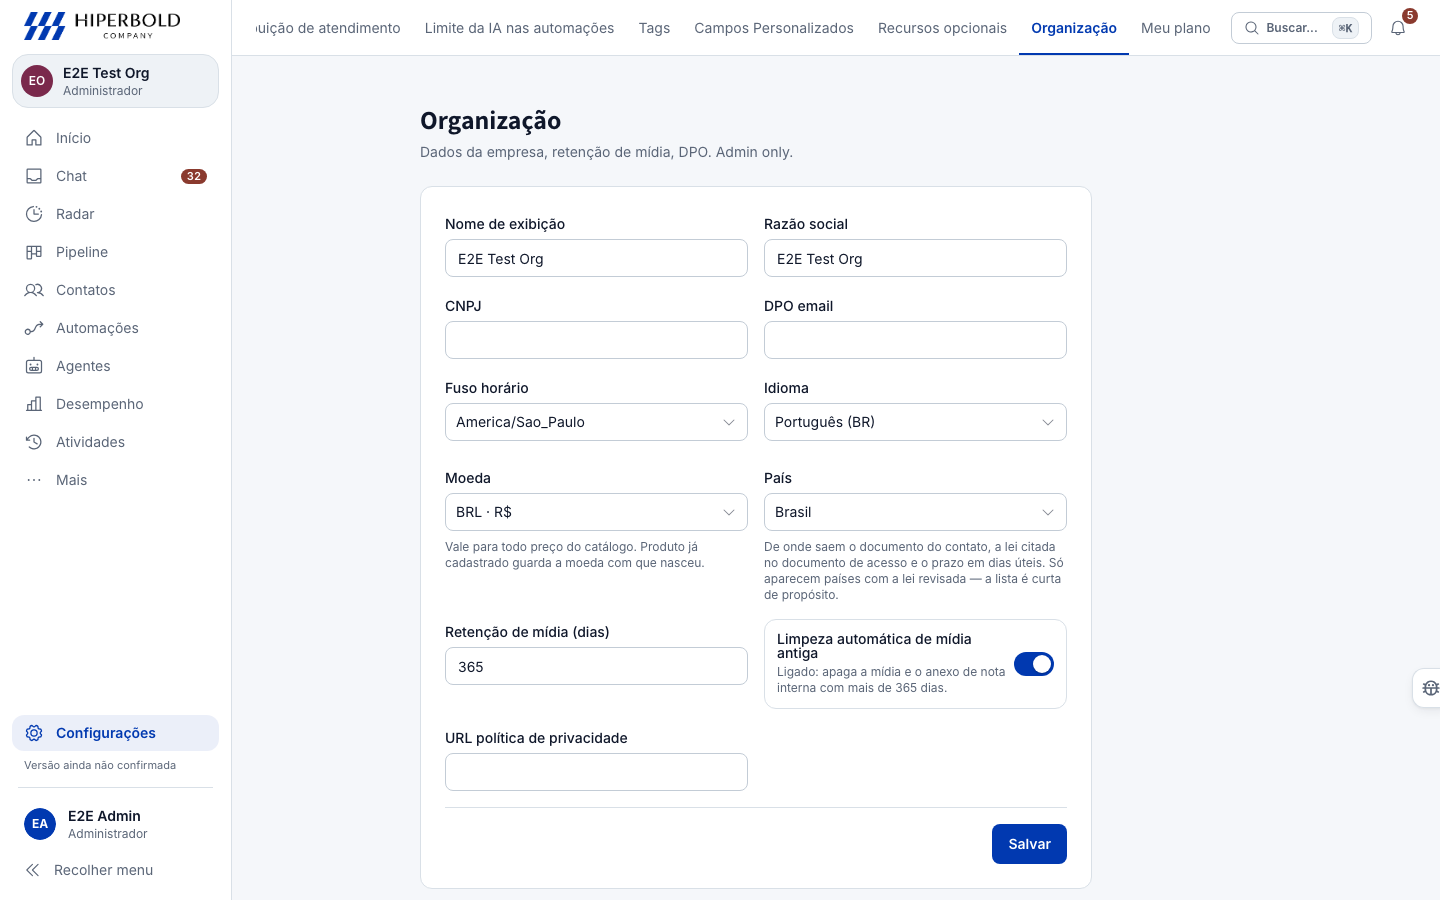 HIPERBOLD
COMPANY
EO
E2E Test Org
Administrador
Início
Chat
32
Radar
Pipeline
Contatos
Automações
Agentes
Desempenho
Atividades
Mais
Configurações
Versão ainda não confirmada
EA
E2E Admin
Administrador
Recolher menu
uição de atendimento
Limite da IA nas automações
Tags
Campos Personalizados
Recursos opcionais
Organização
Meu plano
Buscar...
⌘K
5
Organização
Dados da empresa, retenção de mídia, DPO. Admin only.
Nome de exibição
E2E Test Org
Razão social
E2E Test Org
CNPJ
DPO email
Fuso horário
America/Sao_Paulo
Idioma
Português (BR)
Moeda
BRL · R$
Vale para todo preço do catálogo. Produto já
cadastrado guarda a moeda com que nasceu.
País
Brasil
De onde saem o documento do contato, a lei citada
no documento de acesso e o prazo em dias úteis. Só
aparecem países com a lei revisada — a lista é curta
de propósito.
Retenção de mídia (dias)
365
Limpeza automática de mídia
antiga
Ligado: apaga a mídia e o anexo de nota
interna com mais de 365 dias.
URL política de privacidade
Salvar